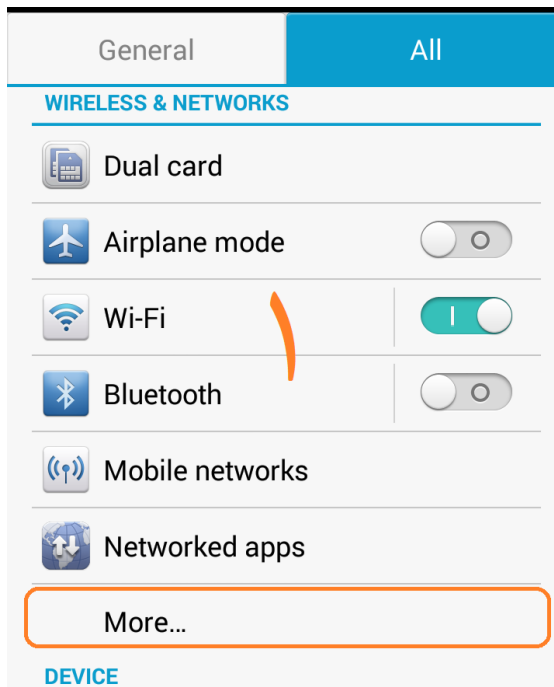 General
All
WIRELESS & NETWORKS
Dual card
Airplane mode
Wi-Fi
Bluetooth
Mobile networks
Networked apps
More...
DEVICE